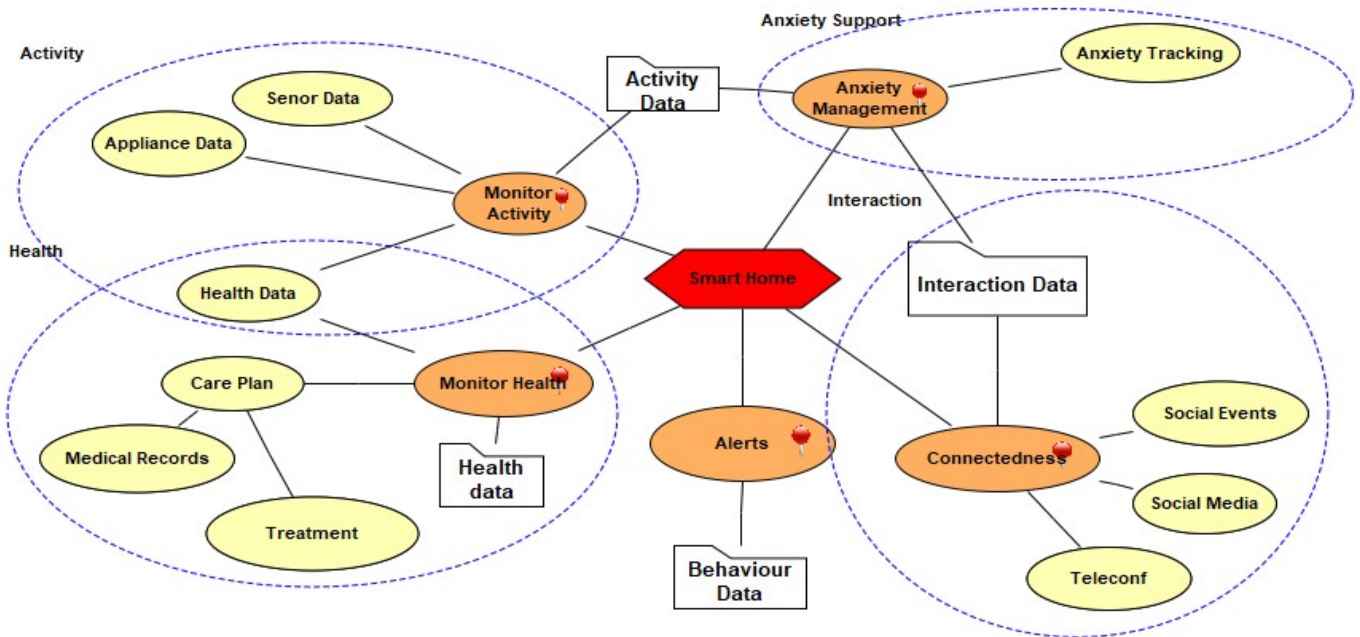 Anxiety Support
Activity
Anxiety Tracking
Activity
Data
Anxiety
Management
Senor Data
Appliance Data
Monitor
Activity
Interaction
Health
Smart Home
Interaction Data
Health Data
Care Plan
Monitor Health
Social Events
Alerts
Medical Records
Connectedness
Health
data
Social Media
Treatment
Behaviour
Data
Teleconf